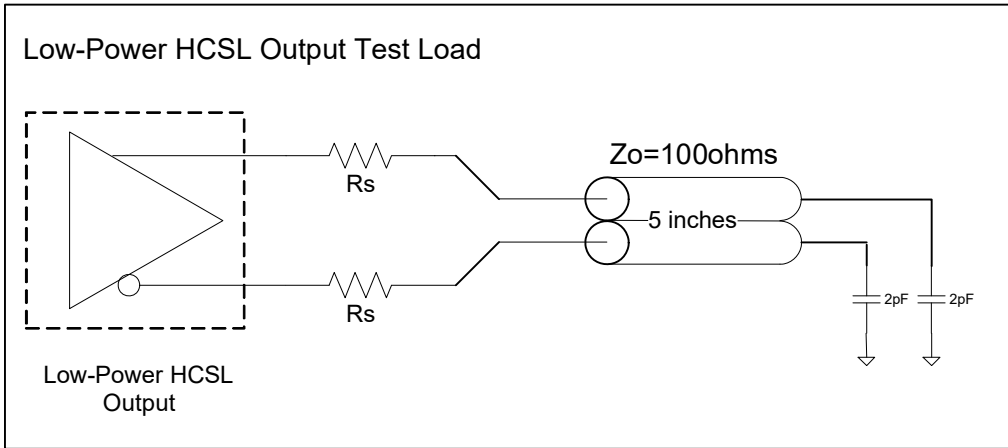 Low-Power HCSL Output Test Load
Rs
Zo=100ohms
5 inches
Rs
2pF
2pF
Low-Power HCSL
Output